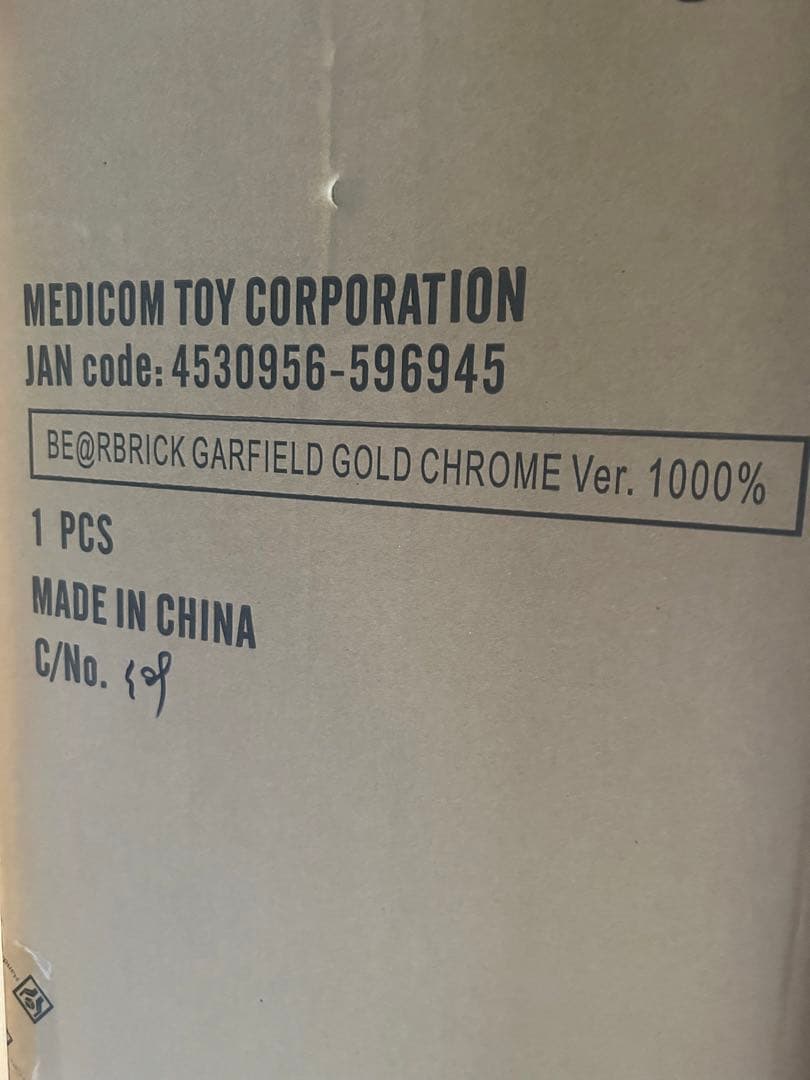 MEDICOM TOY CORPORATION
JAN code: 4530956-596945
BE@RBRICK GARFIELD GOLD CHROME Ver. 1000%
1 PCS
MADE IN CHINA
C/No.